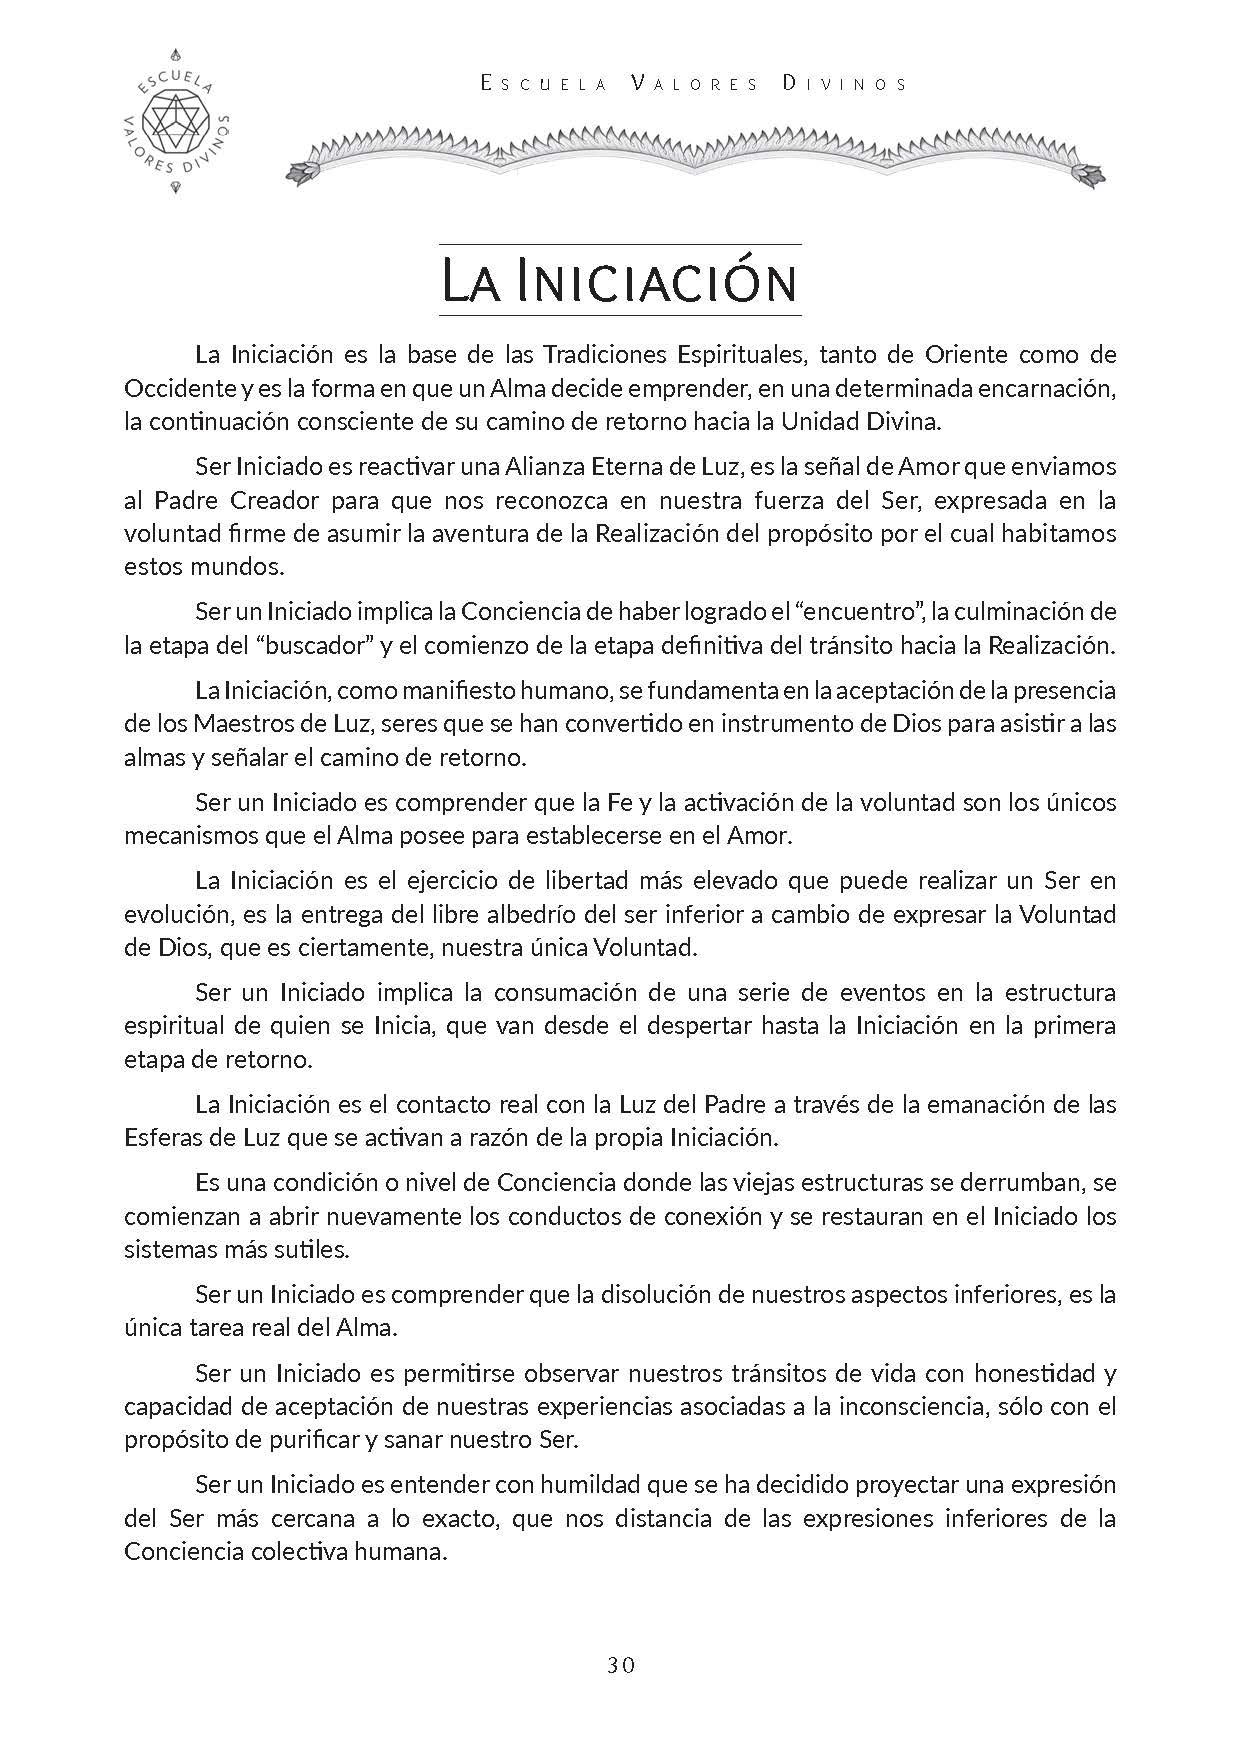 ESCUELA
VALORES DIVINOS
ESCUELA VALORES DIVINOS
LA INICIACIÓN
La Iniciación es la base de las Tradiciones Espirituales, tanto de Oriente como de
Occidente y es la forma en que un Alma decide emprender, en una determinada encarnación,
la continuación consciente de su camino de retorno hacia la Unidad Divina.
Ser Iniciado es reactivar una Alianza Eterna de Luz, es la señal de Amor que enviamos
al Padre Creador para que nos reconozca en nuestra fuerza del Ser, expresada en la
voluntad firme de asumir la aventura de la Realización del propósito por el cual habitamos
estos mundos.
Ser un Iniciado implica la Conciencia de haber logrado el “encuentro”, la culminación de
la etapa del “buscador” y el comienzo de la etapa definitiva del tránsito hacia la Realización.
La Iniciación, como manifiesto humano, se fundamenta en la aceptación de la presencia
de los Maestros de Luz, seres que se han convertido en instrumento de Dios para asistir a las
almas y señalar el camino de retorno.
Ser un Iniciado es comprender que la Fe y la activación de la voluntad son los únicos
mecanismos que el Alma posee para establecerse en el Amor.
La Iniciación es el ejercicio de libertad más elevado que puede realizar un Ser en
evolución, es la entrega del libre albedrío del ser inferior a cambio de expresar la Voluntad
de Dios, que es ciertamente, nuestra única Voluntad.
Ser un Iniciado implica la consumación de una serie de eventos en la estructura
espiritual de quien se Inicia, que van desde el despertar hasta la Iniciación en la primera
etapa de retorno.
La Iniciación es el contacto real con la Luz del Padre a través de la emanación de las
Esferas de Luz que se activan a razón de la propia Iniciación.
Es una condición o nivel de Conciencia donde las viejas estructuras se derrumban, se
comienzan a abrir nuevamente los conductos de conexión y se restauran en el Iniciado los
sistemas más sutiles.
Ser un Iniciado es comprender que la disolución de nuestros aspectos inferiores, es la
única tarea real del Alma.
Ser un Iniciado es permitirse observar nuestros tránsitos de vida con honestidad y
capacidad de aceptación de nuestras experiencias asociadas a la inconsciencia, sólo con el
propósito de purificar y sanar nuestro Ser.
Ser un Iniciado es entender con humildad que se ha decidido proyectar una expresión
del Ser más cercana a lo exacto, que nos distancia de las expresiones inferiores de la
Conciencia colectiva humana.
30